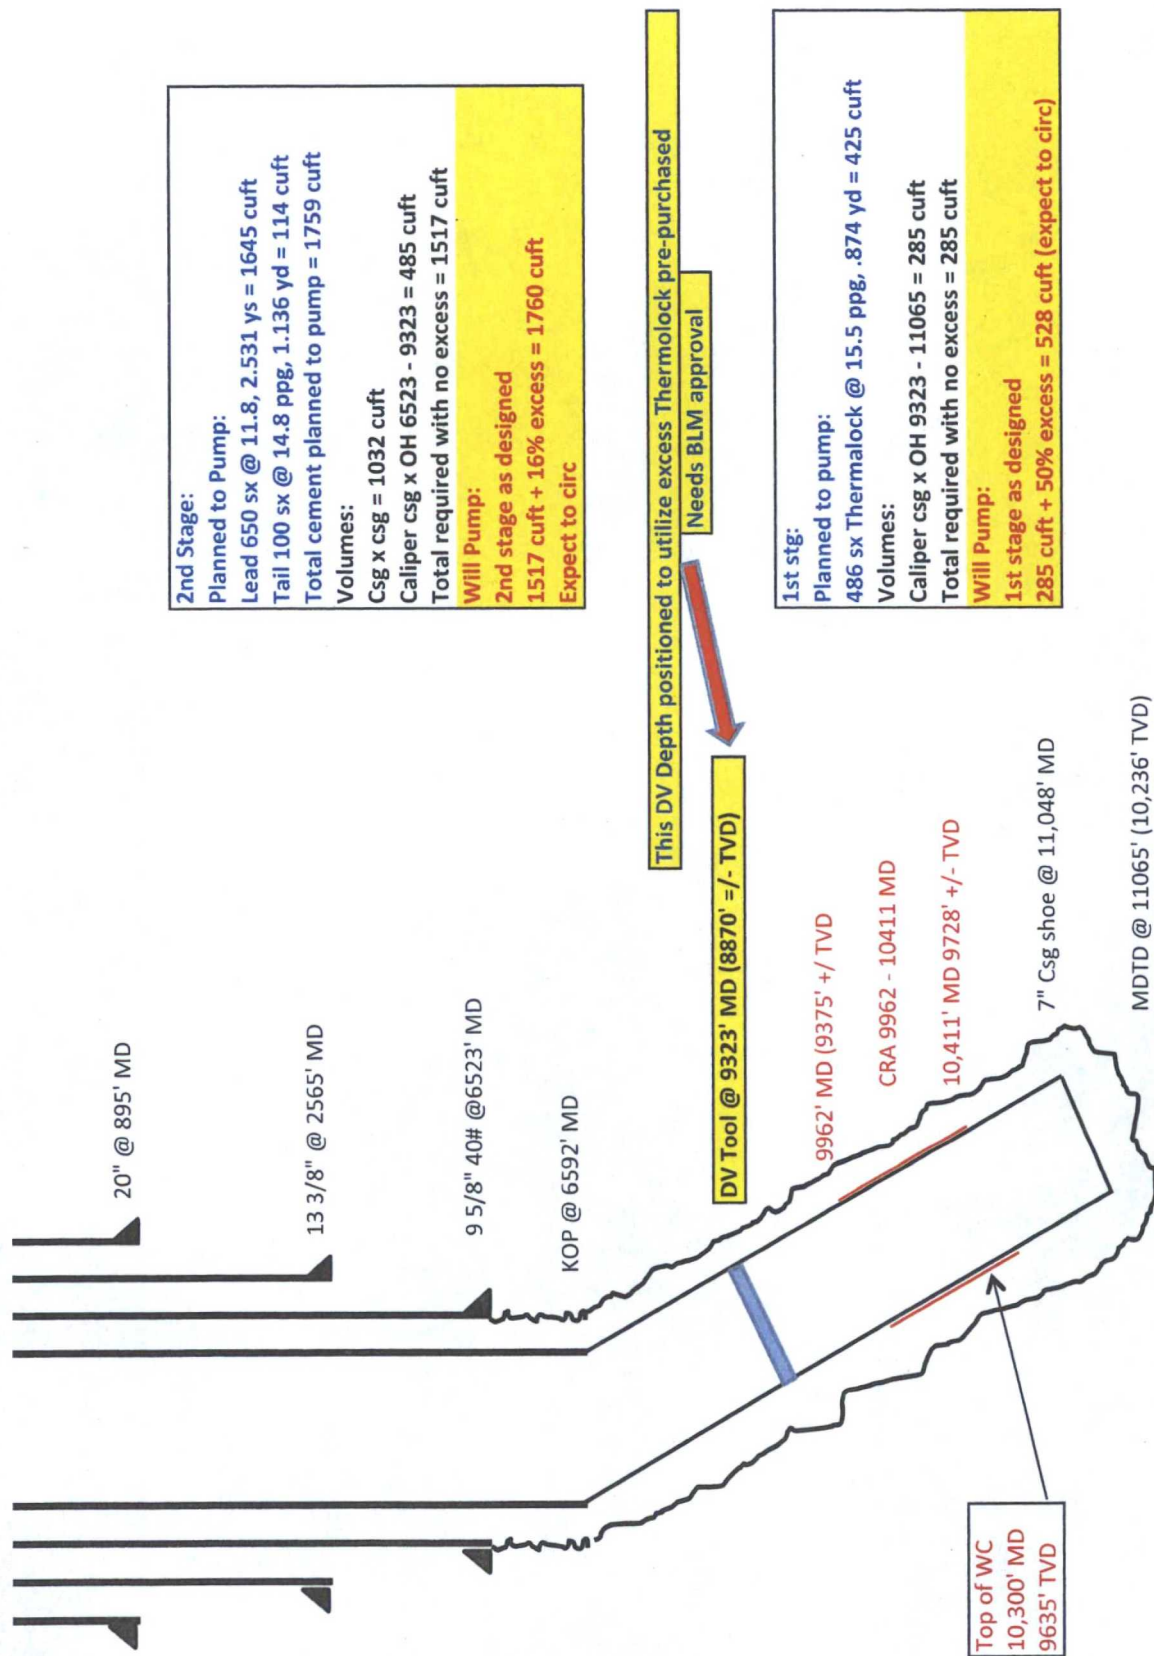 20" @ 895' MD
13 3/8" @ 2565' MD
9 5/8" 40# @6523' MD
KOP @ 6592' MD
2nd Stage:
Planned to Pump:
Lead 650 sx @ 11.8, 2.531 ys = 1645 cuft
Tail 100 sx @ 14.8 ppg, 1.136 yd = 114 cuft
Total cement planned to pump = 1759 cuft
Volumes:
Csg x csg = 1032 cuft
Caliper csg x OH 6523 - 9323 = 485 cuft
Total required with no excess = 1517 cuft
Will Pump:
2nd stage as designed
1517 cuft + 16% excess = 1760 cuft
Expect to circ
This DV Depth positioned to utilize excess Thermolock pre-purchased
Needs BLM approval
DV Tool @ 9323' MD (8870' =/- TVD)
9962' MD (9375' +/ TVD)
CRA 9962 - 10411 MD
10,411' MD 9728' +/- TVD
1st stg:
Planned to pump:
486 sx Thermalock @ 15.5 ppg, .874 yd = 425 cuft
Volumes:
Caliper csg x OH 9323 - 11065 = 285 cuft
Total required with no excess = 285 cuft
Will Pump:
1st stage as designed
285 cuft + 50% excess = 528 cuft (expect to circ)
Top of WC
10,300' MD
9635' TVD
7" Csg shoe @ 11,048' MD
MDTD @ 11065' (10,236' TVD)